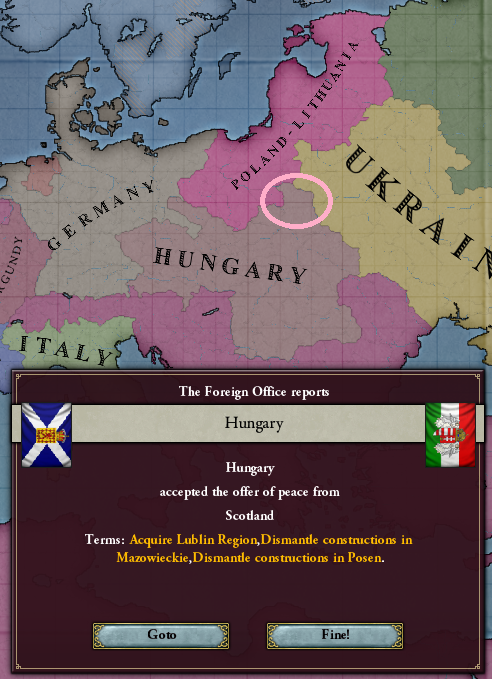 POLAND-LITHUANIA
UKRAIN
GERMANY
RGUNDY
HUNGARY
ITALY
The Foreign Office reports
Hungary
Hungary
accepted the offer of peace from
Scotland
Terms: Acquire Lublin Region,Dismantle constructions in
Mazowieckie,Dismantle constructions in Posen.
Goto
Fine!